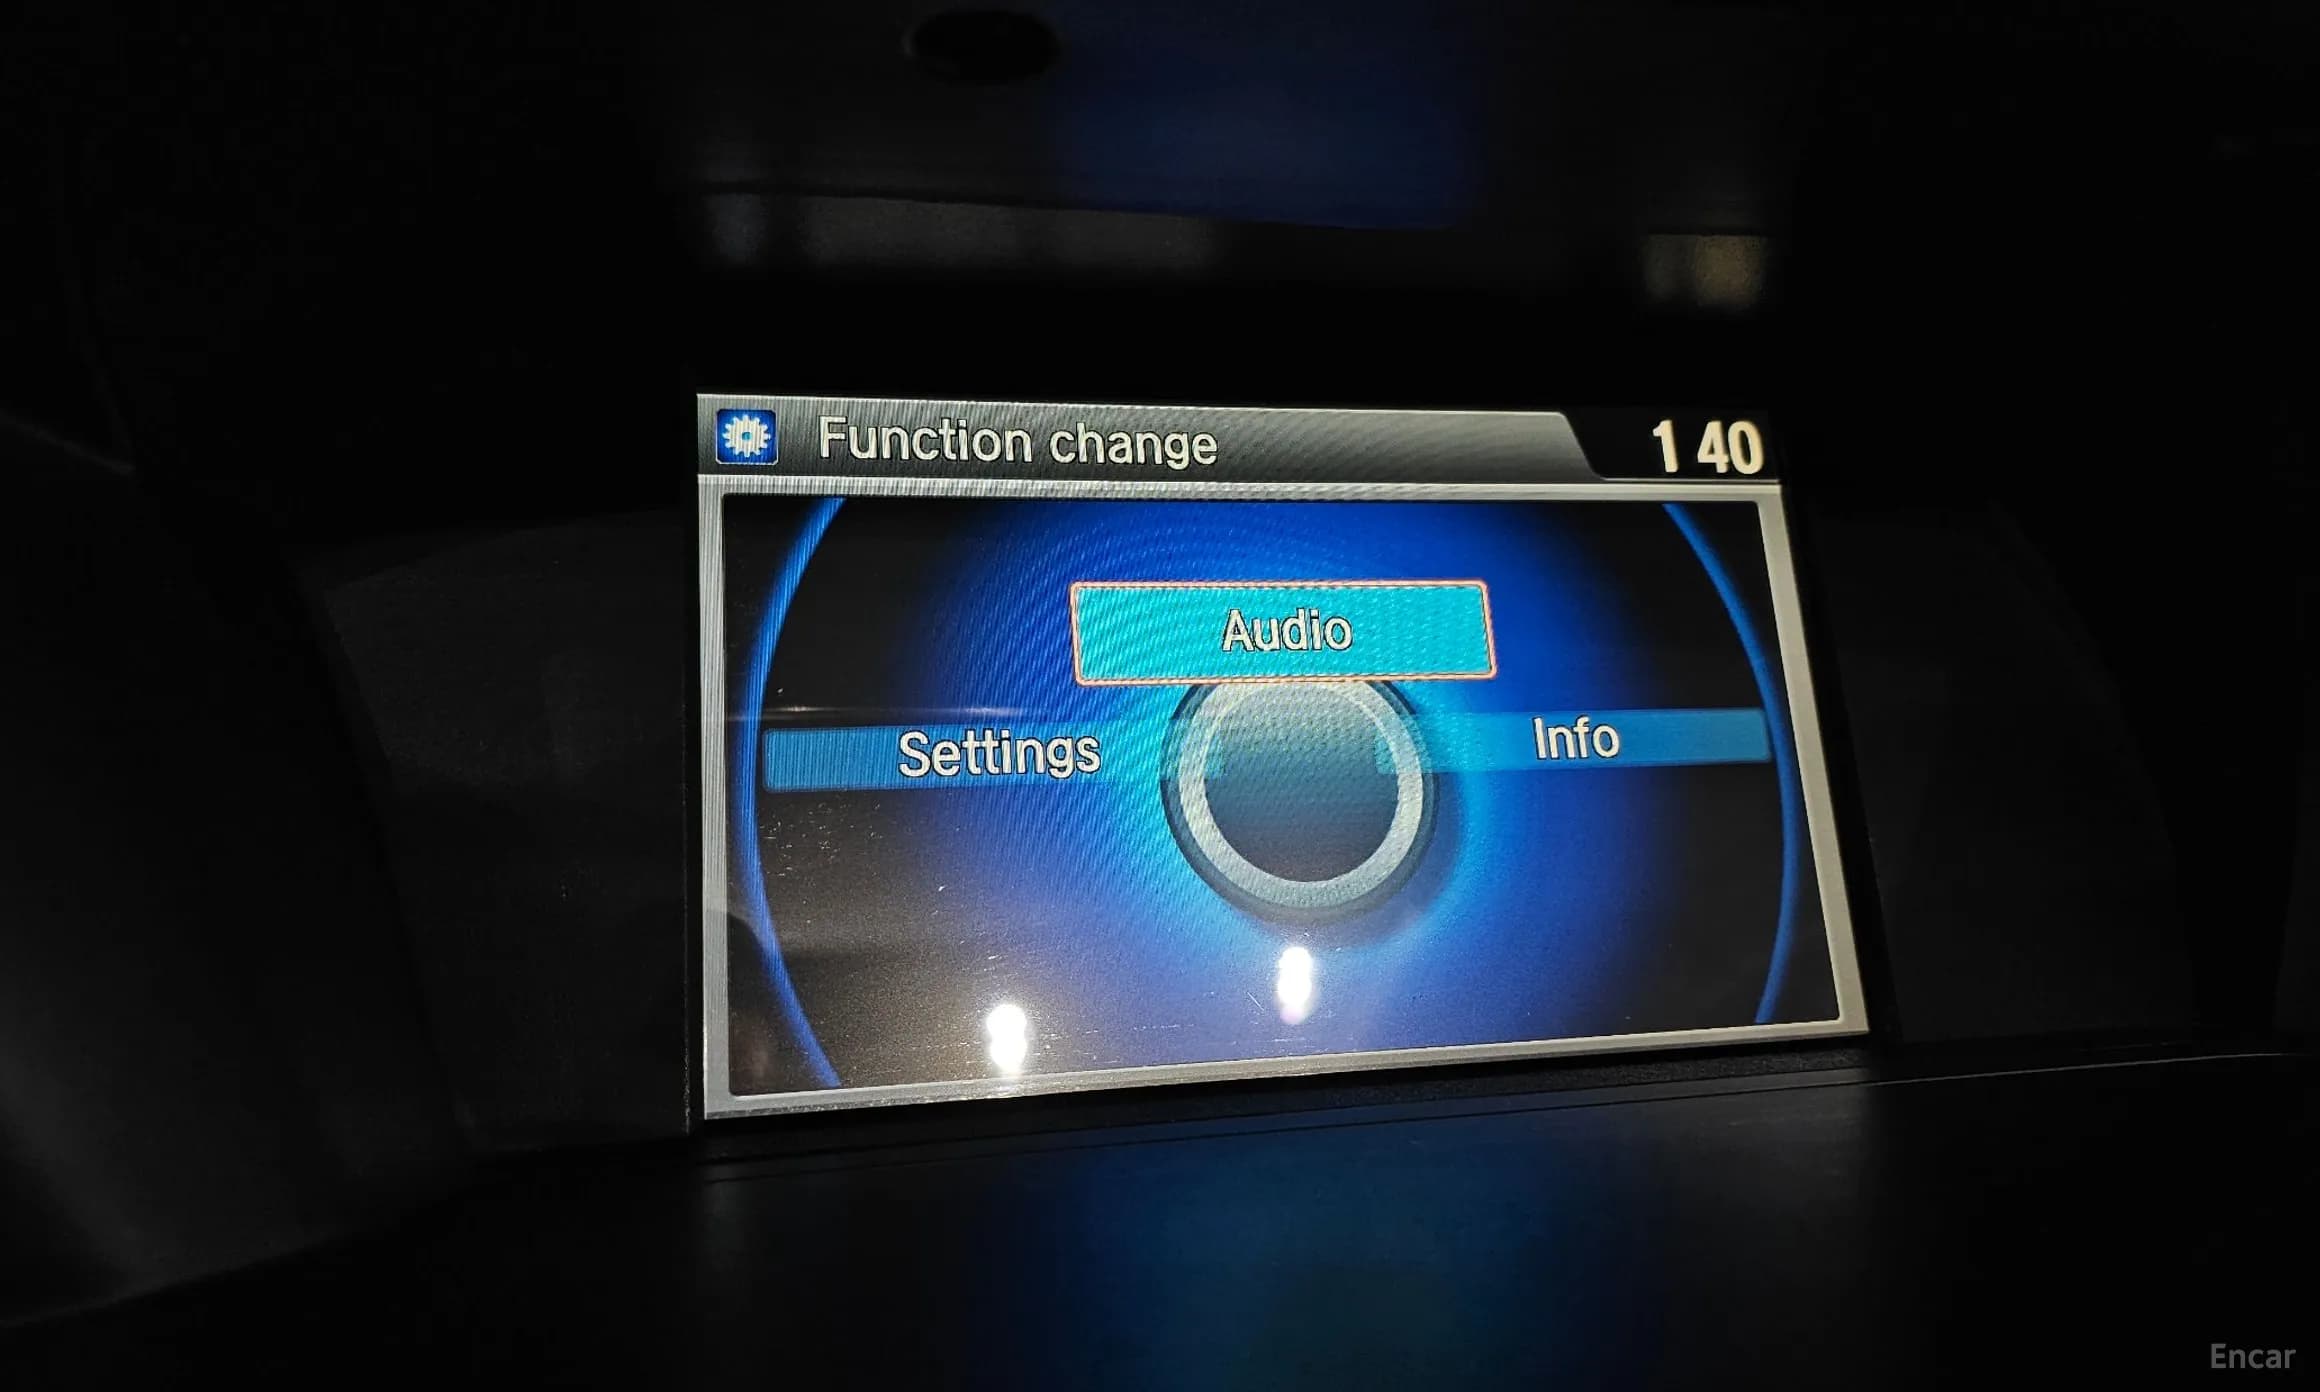 Function change
1 40
Audio
Settings
Info
Encar